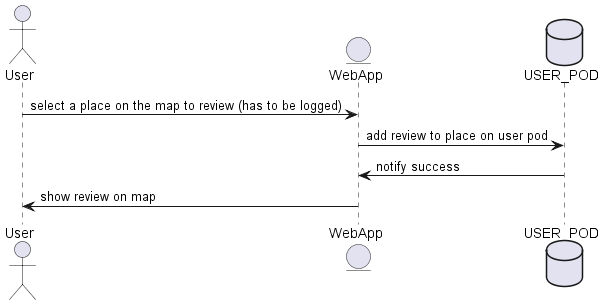 User
WebApp
USER_POD
select a place on the map to review (has to be logged)
add review to place on user pod
notify success
show review on map
User
WebApp
USER_POD